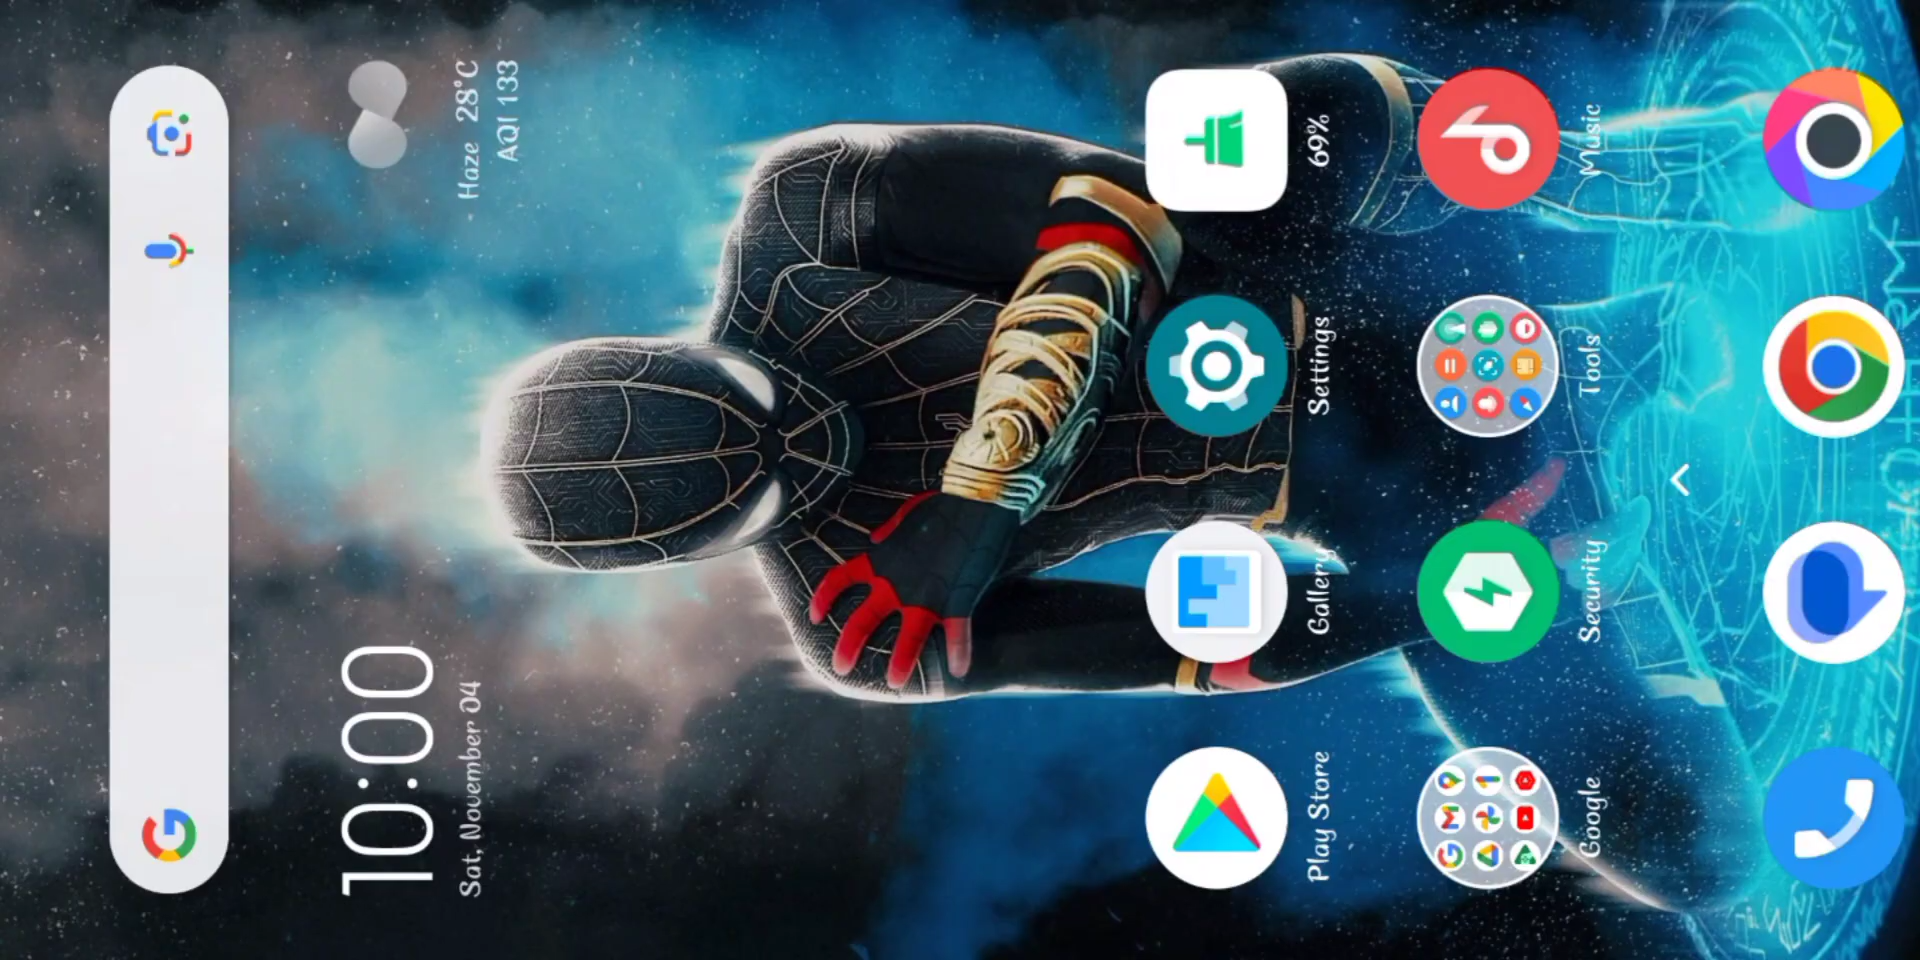 10:00
Sat, November 04
Haze 28°C
AQI 133
Play Store
Gallery
Settings
69%
Google
Security
Tools
Music